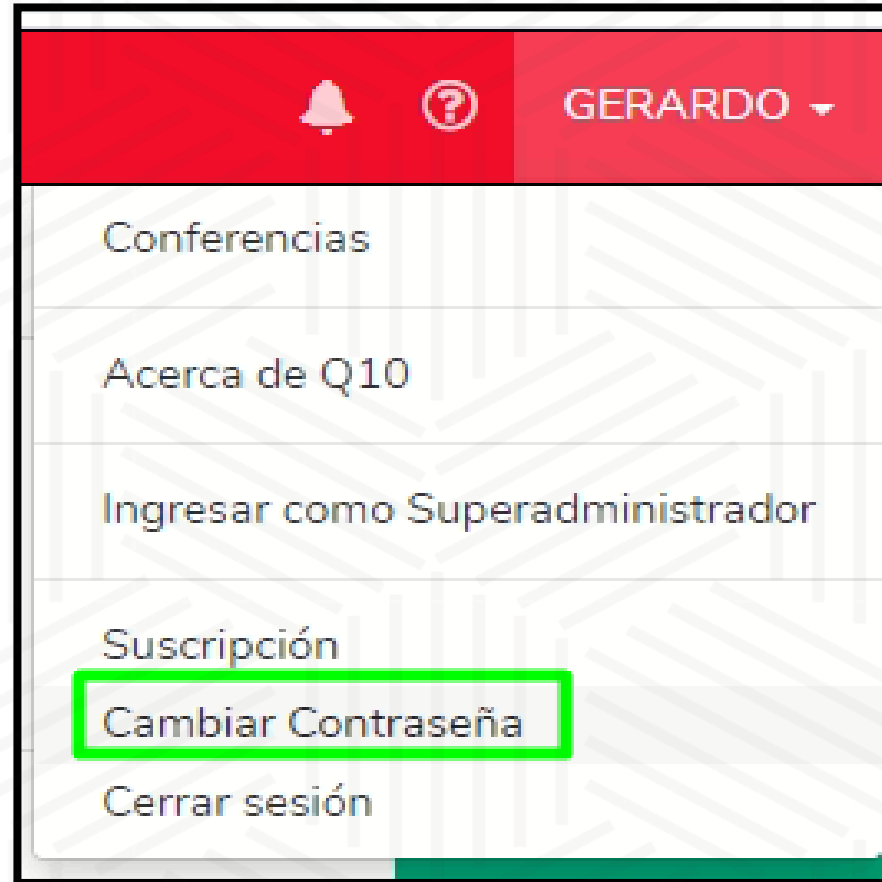 GERARDO
Conferencias
Acerca de Q10
Ingresar como Superadministrador
Suscripción
Cambiar Contraseña
Cerrar sesión